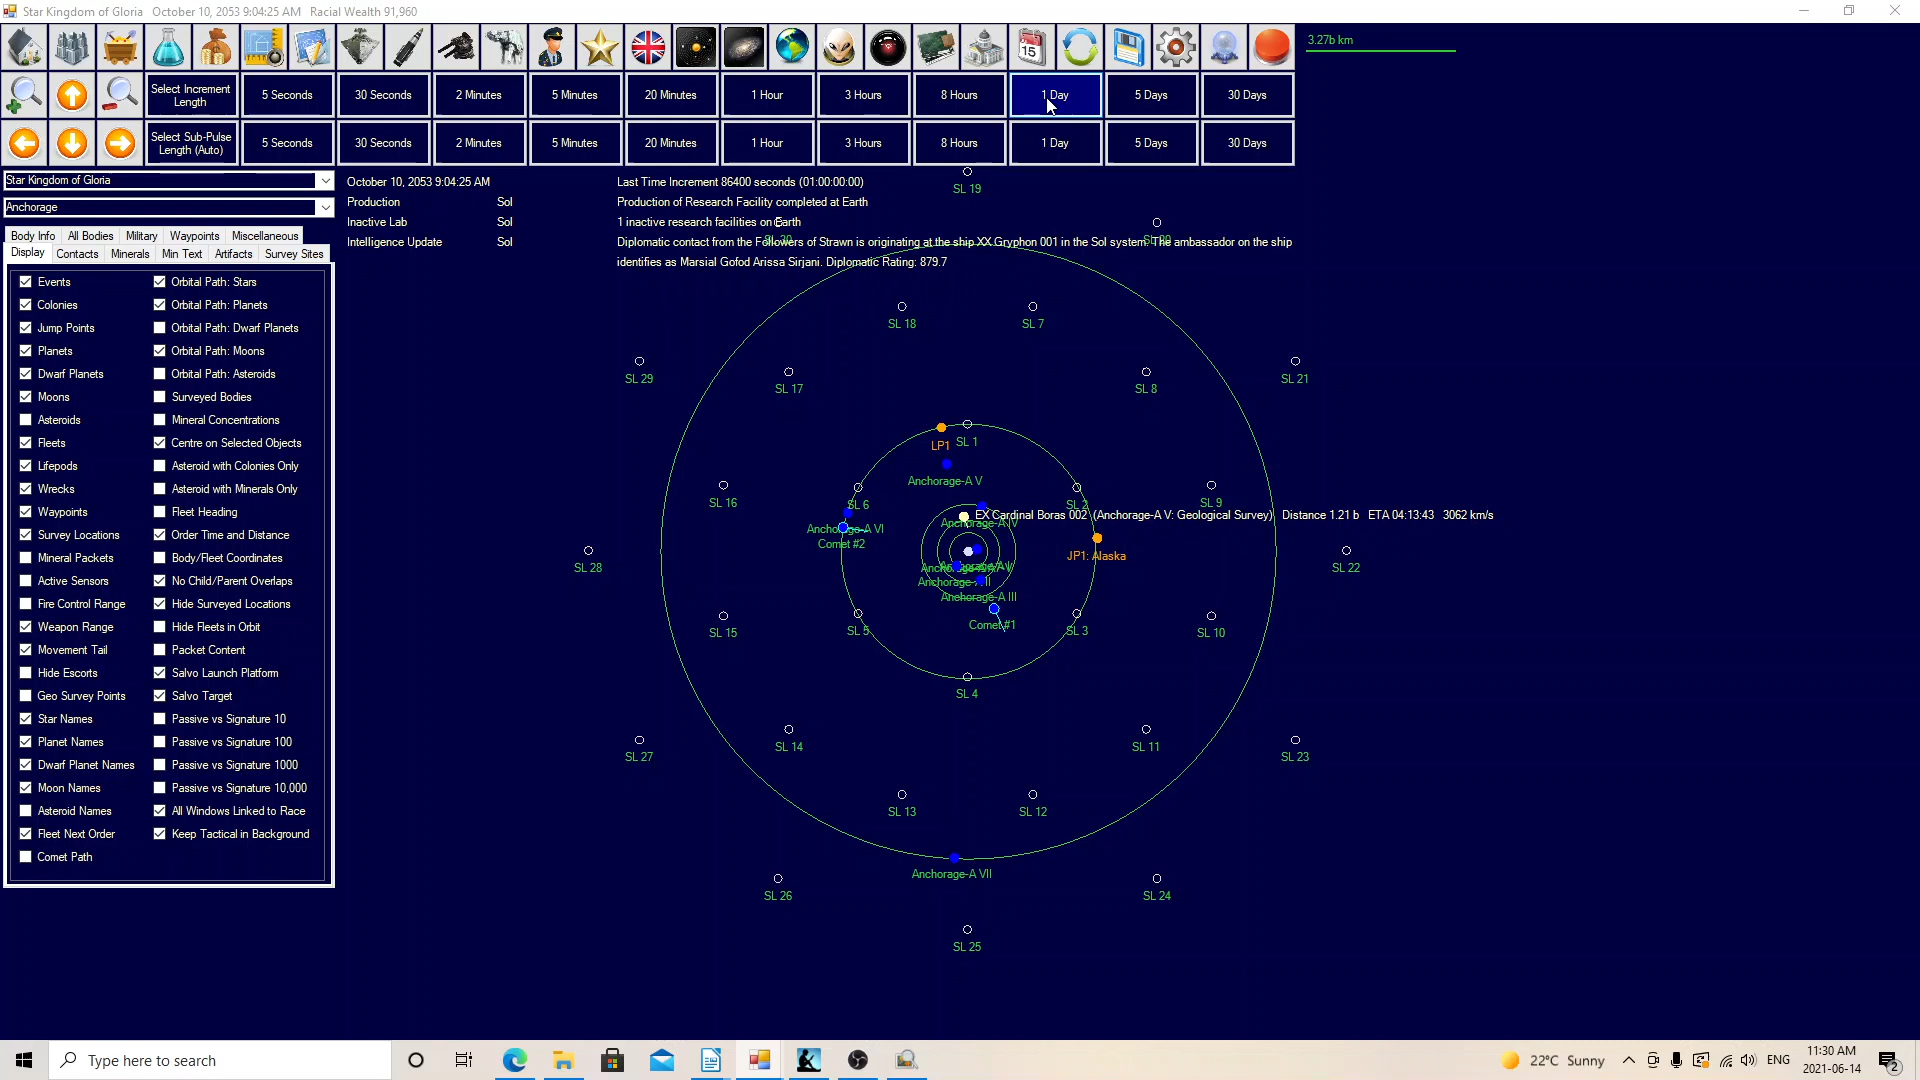 Star Kingdom of Gloria   October 10, 2053 9:04:25 AM   Racial Wealth 91,960
15
3.27b km
Select Increment Length
5 Seconds
30 Seconds
2 Minutes
5 Minutes
20 Minutes
1 Hour
3 Hours
8 Hours
1 Day
5 Days
30 Days
Select Sub-Pulse Length (Auto)
5 Seconds
30 Seconds
2 Minutes
5 Minutes
20 Minutes
1 Hour
3 Hours
8 Hours
1 Day
5 Days
30 Days
Star Kingdom of Gloria
Anchorage
Body Info
All Bodies
Military
Waypoints
Miscellaneous
Display
Contacts
Minerals
Min Text
Artifacts
Survey Sites
Events
Orbital Path: Stars
Colonies
Orbital Path: Planets
Jump Points
Orbital Path: Dwarf Planets
Planets
Orbital Path: Moons
Dwarf Planets
Orbital Path: Asteroids
Moons
Surveyed Bodies
Asteroids
Mineral Concentrations
Fleets
Centre on Selected Objects
Lifepods
Asteroid with Colonies Only
Wrecks
Asteroid with Minerals Only
Waypoints
Fleet Heading
Survey Locations
Order Time and Distance
Mineral Packets
Body/Fleet Coordinates
Active Sensors
No Child/Parent Overlaps
Fire Control Range
Hide Surveyed Locations
Weapon Range
Hide Fleets in Orbit
Movement Tail
Packet Content
Hide Escorts
Salvo Launch Platform
Geo Survey Points
Salvo Target
Star Names
Passive vs Signature 10
Planet Names
Passive vs Signature 100
Dwarf Planet Names
Passive vs Signature 1000
Moon Names
Passive vs Signature 10,000
Asteroid Names
All Windows Linked to Race
Fleet Next Order
Keep Tactical in Background
Comet Path
October 10, 2053 9:04:25 AM
Last Time Increment 86400 seconds (01:00:00:00)
Production   Sol   Production of Research Facility completed at Earth
Inactive Lab   Sol   1 inactive research facilities on Earth
Intelligence Update   Sol   Diplomatic contact from the Followers of Strawn is originating at the ship XX Gryphon 001 in the Sol system. The ambassador on the ship
identifies as Marsial Gofod Arissa Sirjani. Diplomatic Rating: 879.7
SL 19
SL 18
SL 7
SL 29
SL 17
SL 8
SL 21
LP1
SL 1
Anchorage-A V
SL 16
SL 6
SL 2
SL 9
EX Cardinal Boras 002 (Anchorage-A V: Geological Survey)   Distance 1.21 b   ETA 04:13:43   3062 km/s
Anchorage-A IV
Anchorage-A VI
Comet #2
JP1: Alaska
SL 28
SL 22
Anchorage-A III
Comet #1
SL 15
SL 5
SL 3
SL 10
SL 4
SL 27
SL 14
SL 11
SL 23
SL 13
SL 12
Anchorage-A VII
SL 26
SL 24
SL 25
Type here to search
22°C Sunny
ENG
11:30 AM
2021-06-14
2